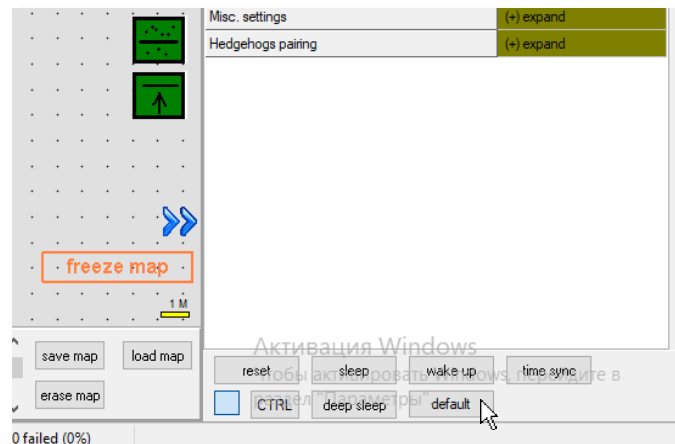 Misc. settings (+) expand
Hedgehogs pairing (+) expand
freeze map
1 M
save map load map
erase map
Активация Windows
Чтобы активировать Windows, перейдите в
раздел "Параметры"
reset sleep wake up time sync
CTRL deep sleep default
0 failed (0%)